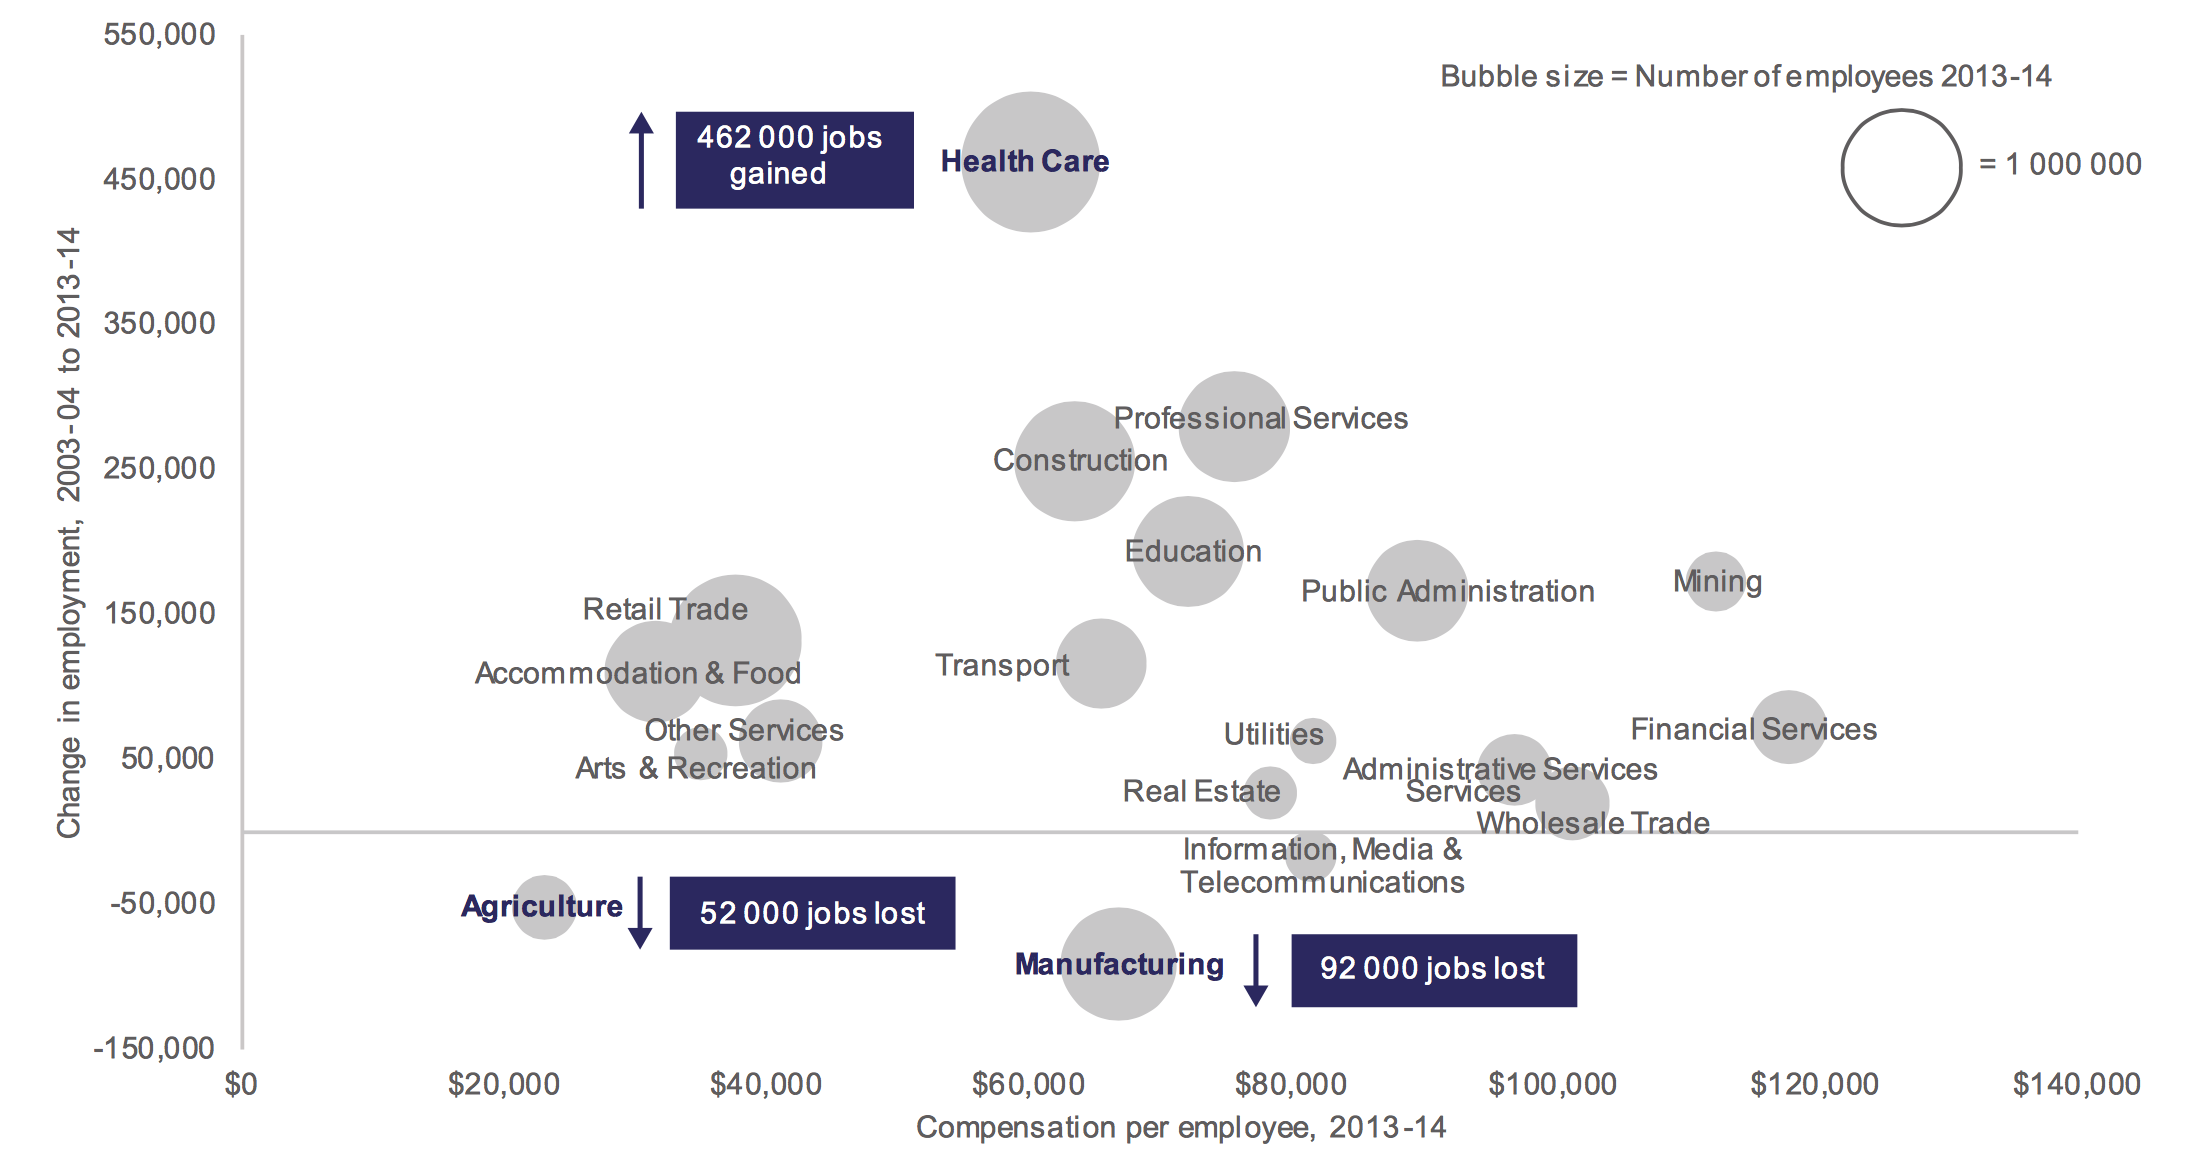 550,000
Bubble size = Number of employees 2013-14
= 1 000 000
462 000 jobs
gained
Health Care
450,000
350,000
Professional Services
Construction
250,000
Education
Mining
Public Administration
Retail Trade
150,000
Transport
Accommodation & Food
Other Services
Utilities
Financial Services
50,000
Arts & Recreation
Administrative Services
Real Estate
Services
Wholesale Trade
Information, Media &
Telecommunications
-50,000
Agriculture
52 000 jobs lost
Manufacturing
92 000 jobs lost
-150,000
Change in employment, 2003-04 to 2013-14
$0
$20,000
$40,000
$60,000
$80,000
$100,000
$120,000
$140,000
Compensation per employee, 2013-14